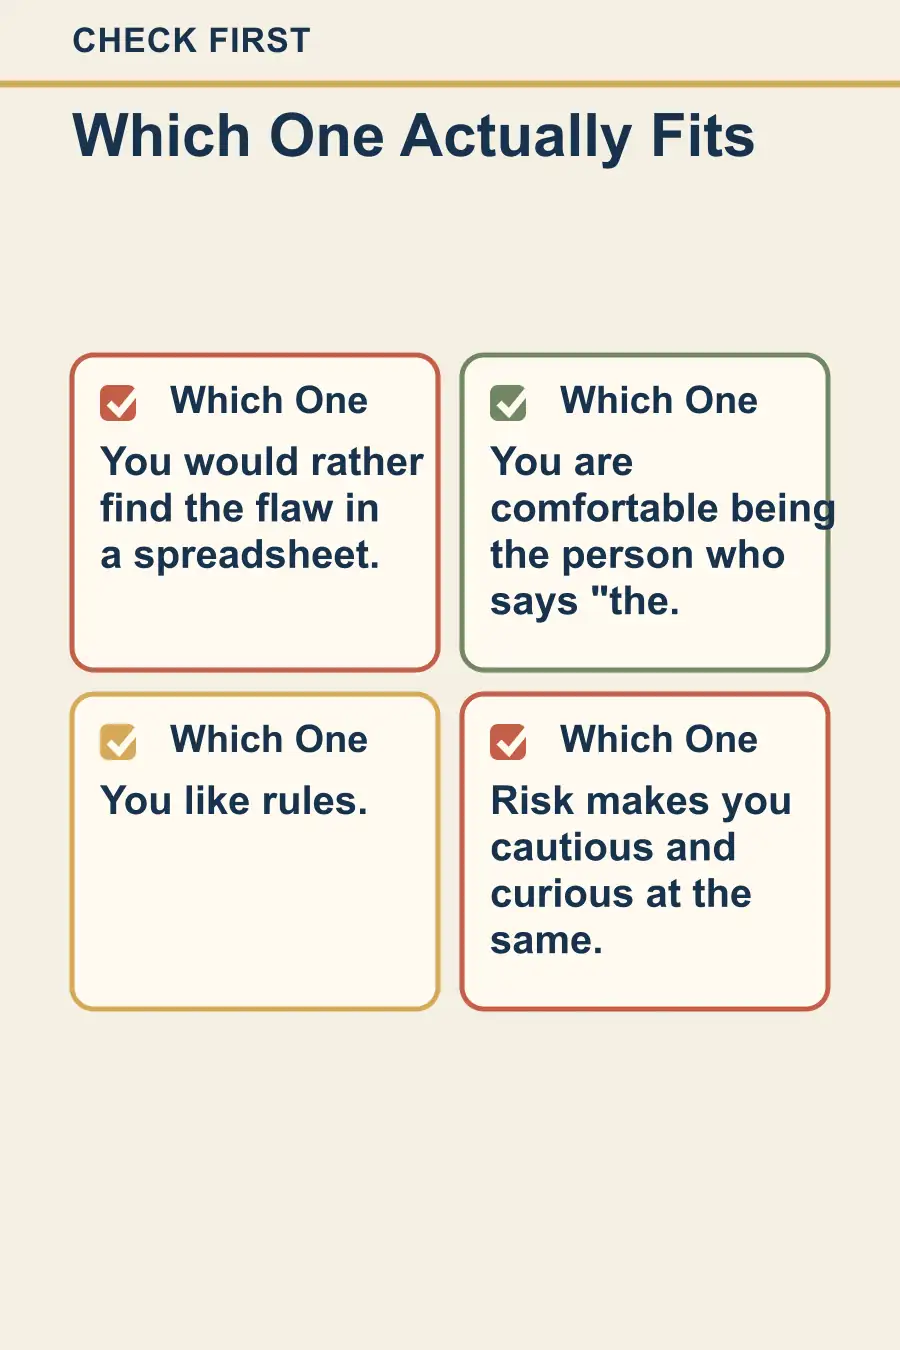 CHECK FIRST
Which One Actually Fits
Which One
You would rather
find the flaw in
a spreadsheet.
Which One
You are
comfortable being
the person who
says "the.
Which One
You like rules.
Which One
Risk makes you
cautious and
curious at the
same.